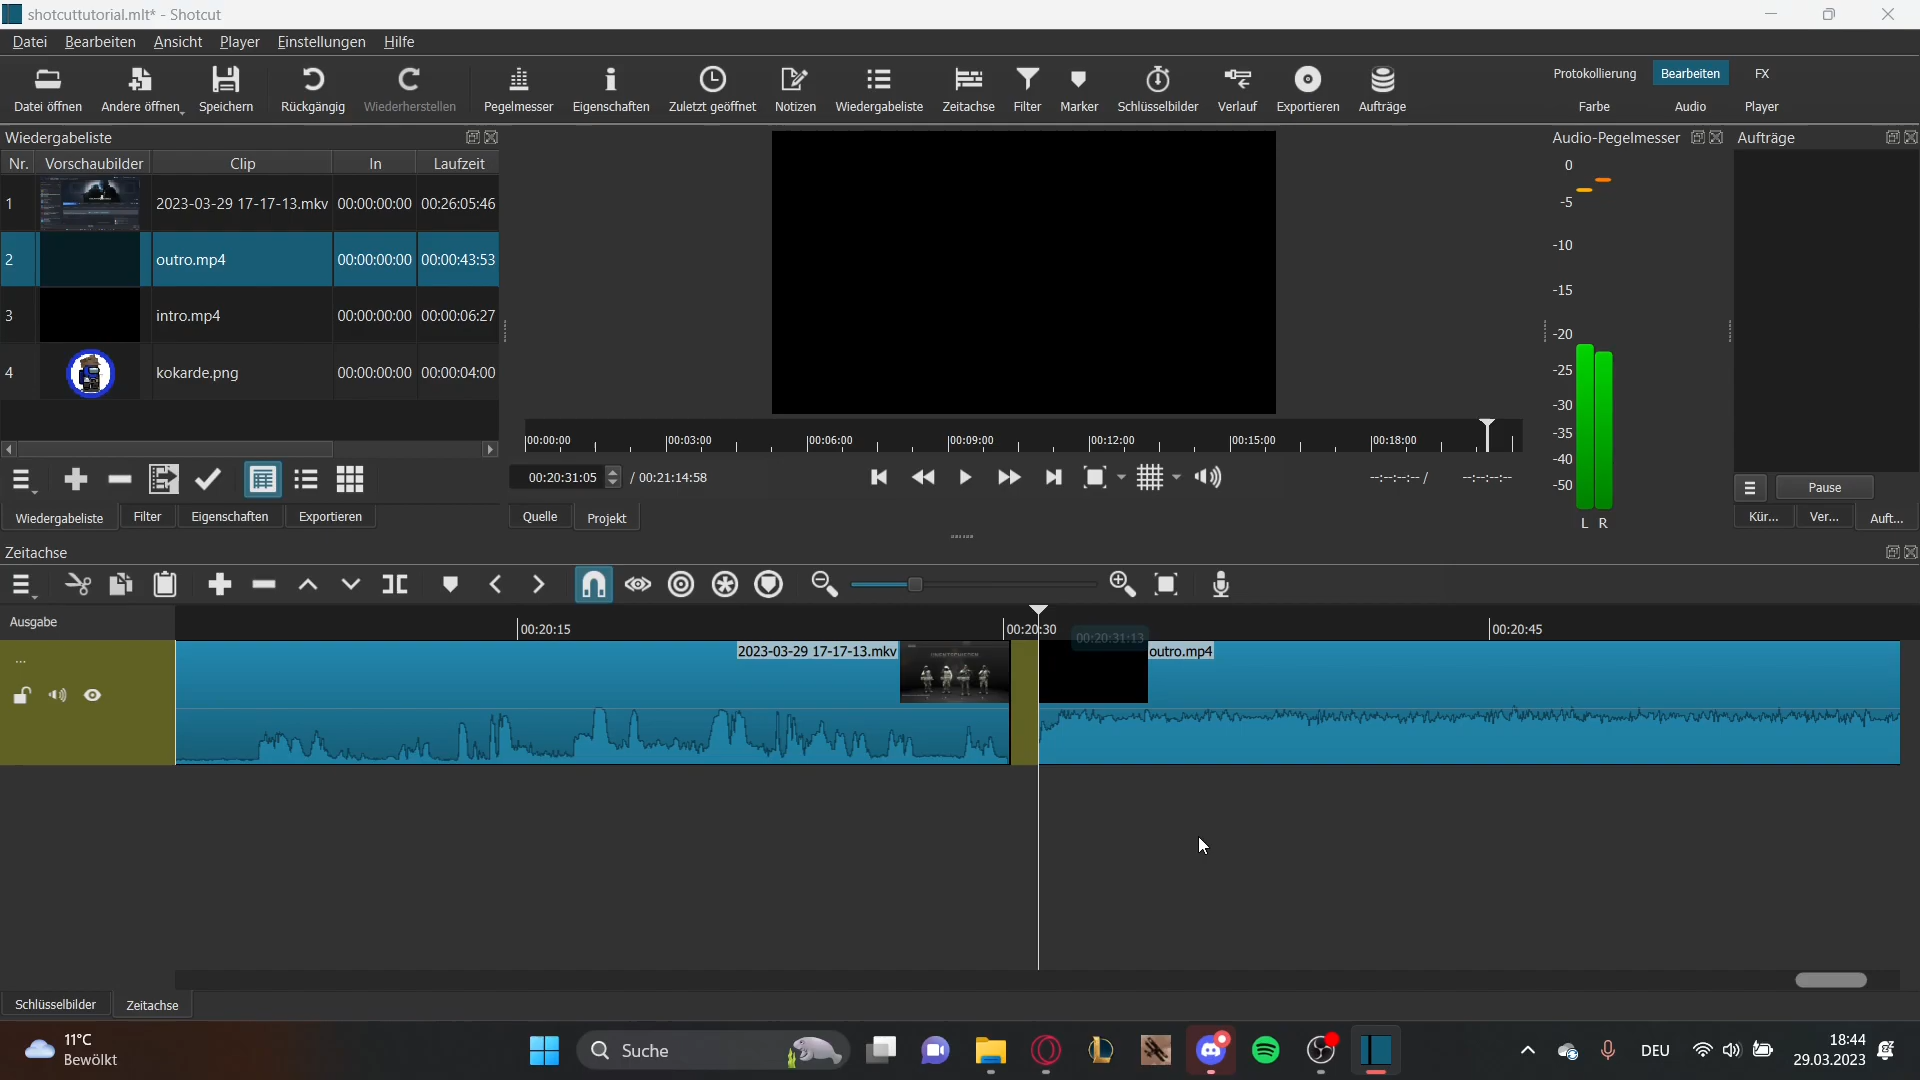 shotcuttutorial.mlt* - Shotcut
Datei Bearbeiten Ansicht Player Einstellungen Hilfe
Datei öffnen Andere öffnen Speichern Rückgängig Wiederherstellen Pegelmesser Eigenschaften Zuletzt geöffnet Notizen Wiedergabeliste Zeitachse Filter Marker Schlüsselbilder Verlauf Exportieren Aufträge
Protokollierung Bearbeiten FX
Farbe Audio Player
Wiedergabeliste
Nr. Vorschaubilder Clip In Laufzeit
1 2023-03-29 17-17-13.mkv 00:00:00:00 00:26:05:46
2 outro.mp4 00:00:00:00 00:00:43:53
3 intro.mp4 00:00:00:00 00:00:06:27
4 kokarde.png 00:00:00:00 00:00:04:00
Wiedergabeliste Filter Eigenschaften Exportieren
00:00:00 00:03:00 00:06:00 00:09:00 00:12:00 00:15:00 00:18:00
00:20:31:05 / 00:21:14:58 --:--:--:-- / --:--:--:--
Quelle Projekt
Audio-Pegelmesser
0
-5
-10
-15
-20
-25
-30
-35
-40
-50
L R
Aufträge
Pause
Kür... Ver... Auft...
Zeitachse
Ausgabe
00:20:15 00:20:30 00:20:45
00:20:31:13
...
2023-03-29 17-17-13.mkv
UNENTSCHIEDEN
outro.mp4
Schlüsselbilder Zeitachse
11°C
Bewölkt
Suche
DEU
18:44
29.03.2023